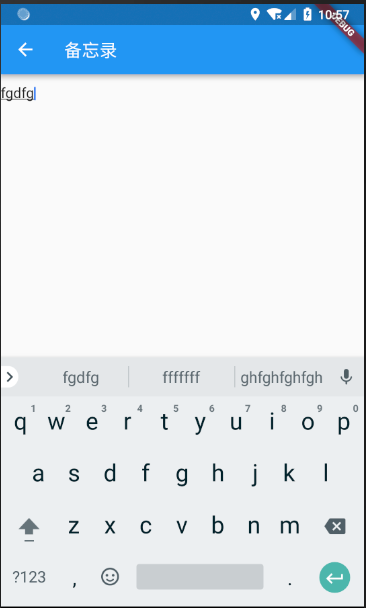 10:57
DEBUG
备忘录
fgdfg
fgdfg fffffff ghfghfghfgh
1 2 3 4 5 6 7 8 9 0
q w e r t y u i o p
a s d f g h j k l
z x c v b n m
?123 , .